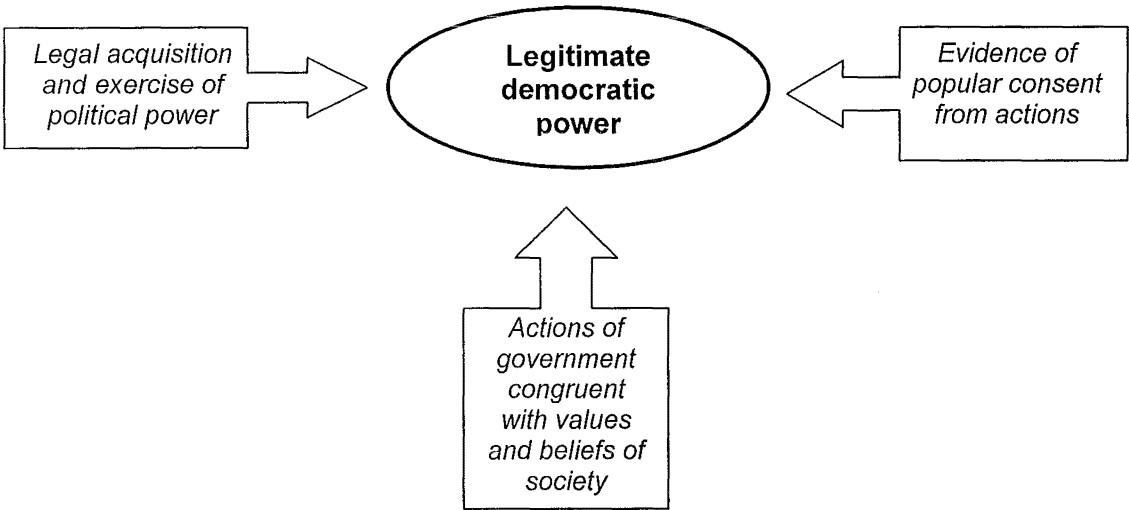 Legal acquisition
and exercise of
political power
Legitimate
democratic
power
Evidence of
popular consent
from actions
Actions of
government
congruent
with values
and beliefs of
society